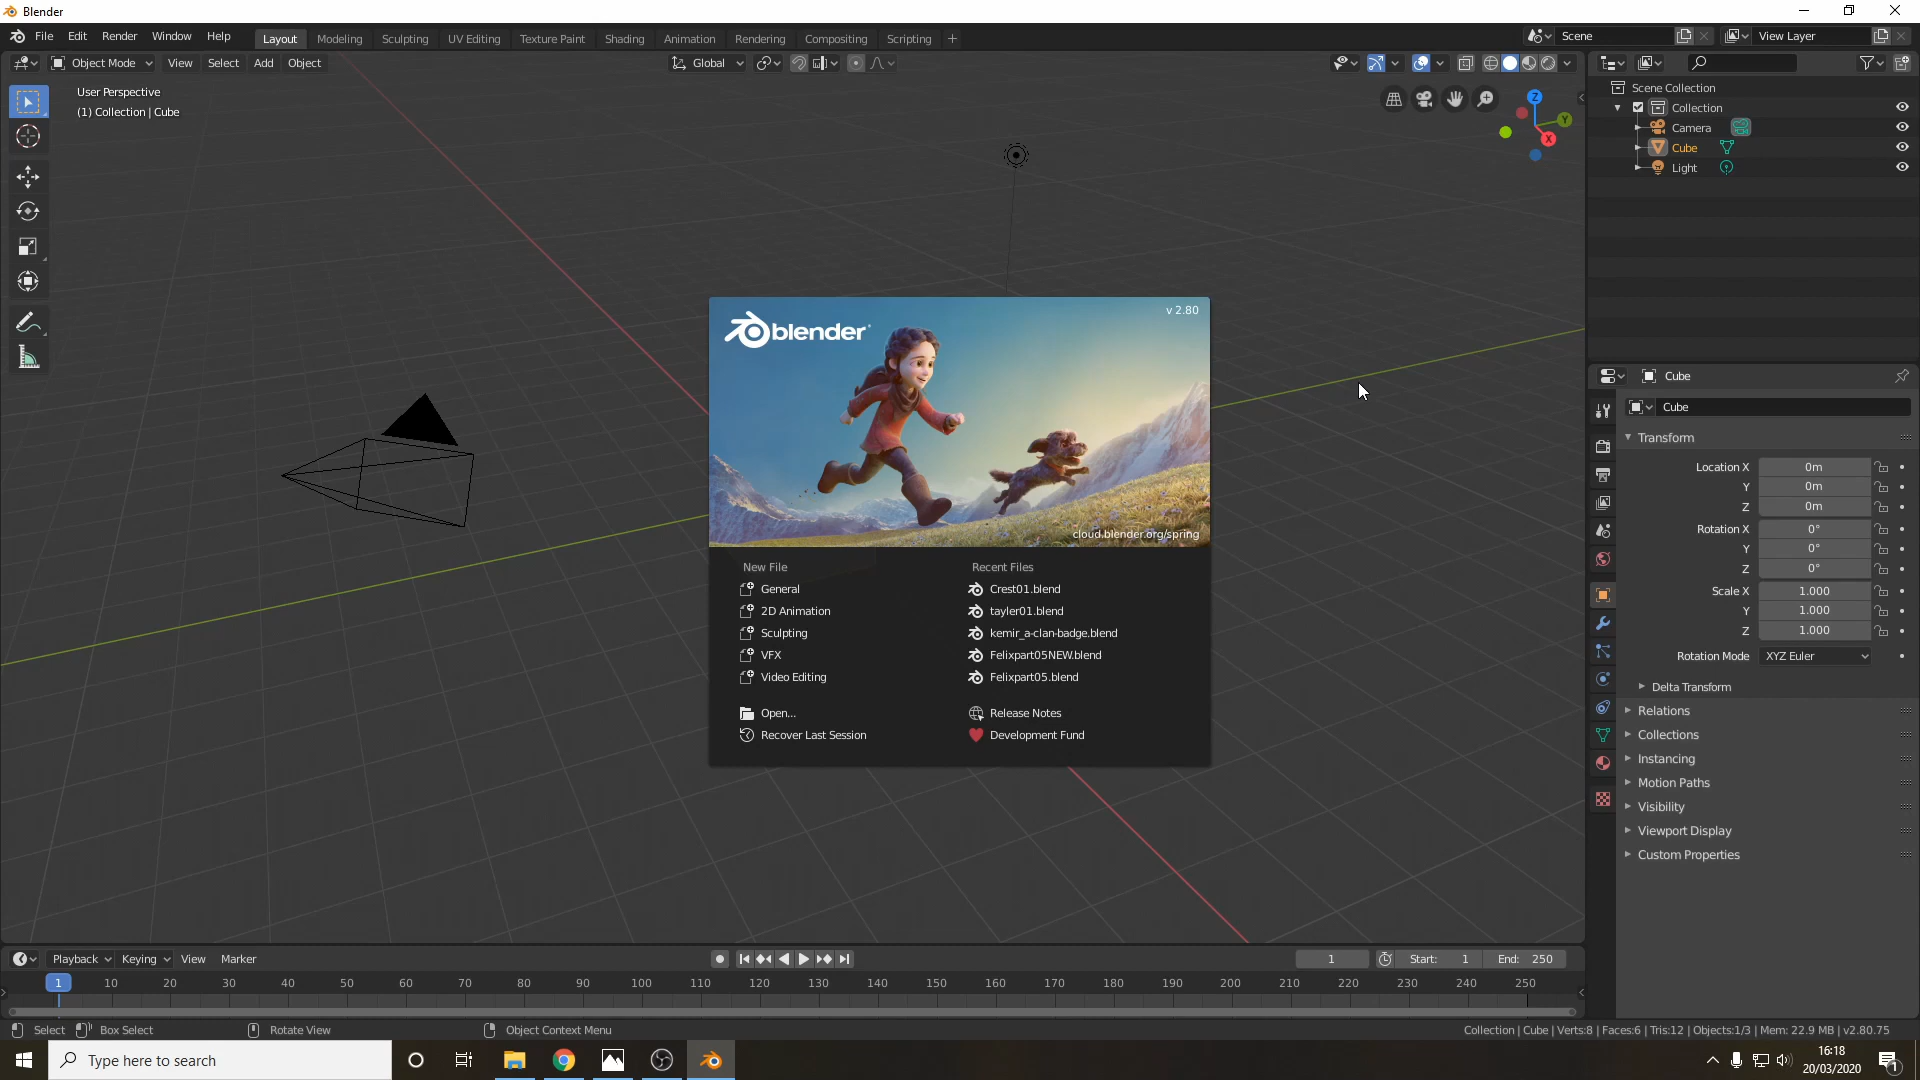 Blender
File Edit Render Window Help Layout Modeling Sculpting UV Editing Texture Paint Shading Animation Rendering Compositing Scripting + Scene View Layer
Object Mode View Select Add Object Global
User Perspective
(1) Collection | Cube
Z
Y
X
Scene Collection
Collection
Camera
Cube
Light
blender
v 2.80
cloud.blender.org/spring
New File
General
2D Animation
Sculpting
VFX
Video Editing
Open...
Recover Last Session
Recent Files
Crest01.blend
tayler01.blend
kemir_a-clan-badge.blend
Felixpart05NEW.blend
Felixpart05.blend
Release Notes
Development Fund
Cube
Cube
Transform
Location X 0m
Y 0m
Z 0m
Rotation X 0°
Y 0°
Z 0°
Scale X 1.000
Y 1.000
Z 1.000
Rotation Mode XYZ Euler
Delta Transform
Relations
Collections
Instancing
Motion Paths
Visibility
Viewport Display
Custom Properties
Playback Keying View Marker 1 Start: 1 End: 250
1 10 20 30 40 50 60 70 80 90 100 110 120 130 140 150 160 170 180 190 200 210 220 230 240 250
Select Box Select Rotate View Object Context Menu Collection | Cube | Verts:8 | Faces:6 | Tris:12 | Objects:1/3 | Mem: 22.9 MB | v2.80.75
Type here to search
16:18
20/03/2020
1